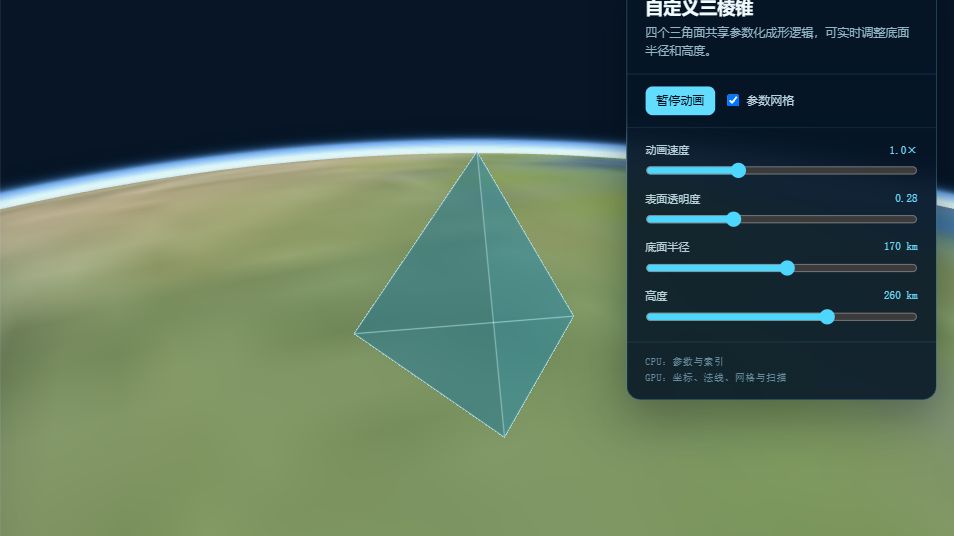 自定义三棱锥
四个三角面共享参数化成形逻辑，可实时调整底面
半径和高度。
暂停动画
参数网格
动画速度
1.0×
表面透明度
0.28
底面半径
170 km
高度
260 km
CPU: 参数与索引
GPU: 坐标、法线、网格与扫描